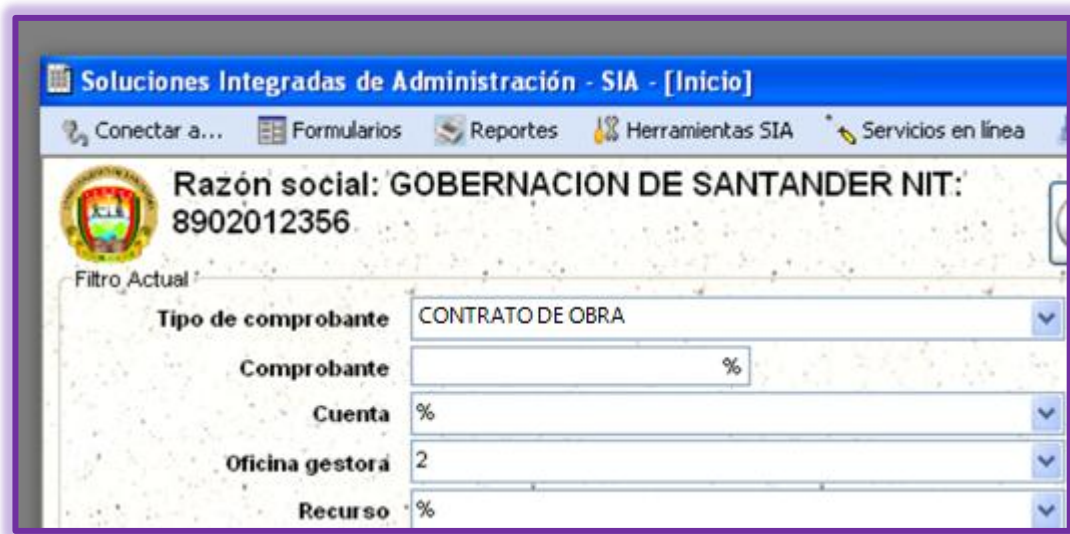 Soluciones Integradas de Administración - SIA - [Inicio]
Conectar a... Formularios Reportes Herramientas SIA Servicios en línea
Razón social: GOBERNACION DE SANTANDER NIT:
8902012356
Filtro Actual
Tipo de comprobante CONTRATO DE OBRA
Comprobante %
Cuenta %
Oficina gestora 2
Recurso %